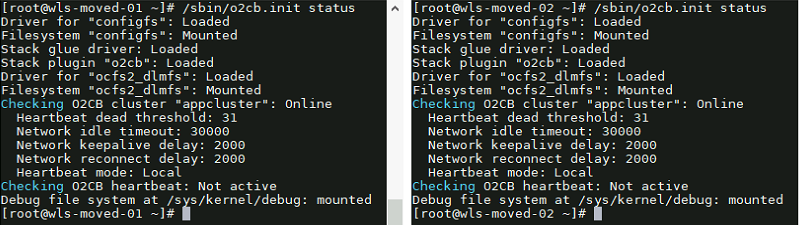 [root@wls-moved-01 ~]# /sbin/o2cb.init status
Driver for "configfs": Loaded
Filesystem "configfs": Mounted
Stack glue driver: Loaded
Stack plugin "o2cb": Loaded
Driver for "ocfs2_dlmfs": Loaded
Filesystem "ocfs2_dlmfs": Mounted
Checking O2CB cluster "appcluster": Online
  Heartbeat dead threshold: 31
  Network idle timeout: 30000
  Network keepalive delay: 2000
  Network reconnect delay: 2000
  Heartbeat mode: Local
Checking O2CB heartbeat: Not active
Debug file system at /sys/kernel/debug: mounted
[root@wls-moved-01 ~]#
[root@wls-moved-02 ~]# /sbin/o2cb.init status
Driver for "configfs": Loaded
Filesystem "configfs": Mounted
Stack glue driver: Loaded
Stack plugin "o2cb": Loaded
Driver for "ocfs2_dlmfs": Loaded
Filesystem "ocfs2_dlmfs": Mounted
Checking O2CB cluster "appcluster": Online
  Heartbeat dead threshold: 31
  Network idle timeout: 30000
  Network keepalive delay: 2000
  Network reconnect delay: 2000
  Heartbeat mode: Local
Checking O2CB heartbeat: Not active
Debug file system at /sys/kernel/debug: mounted
[root@wls-moved-02 ~]#